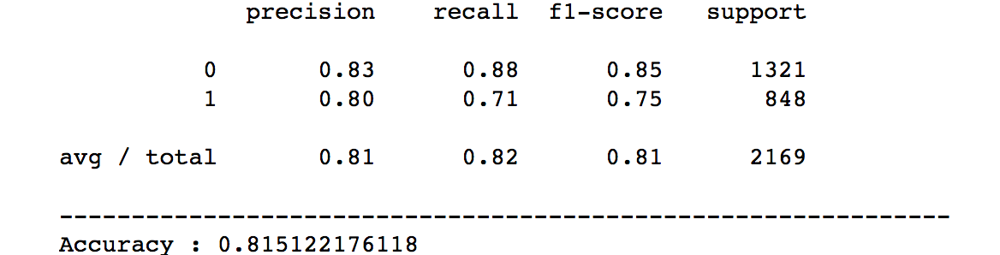 precision recall f1-score support
0 0.83 0.88 0.85 1321
1 0.80 0.71 0.75 848
avg / total 0.81 0.82 0.81 2169
--------------------------------------------------------------
Accuracy : 0.815122176118